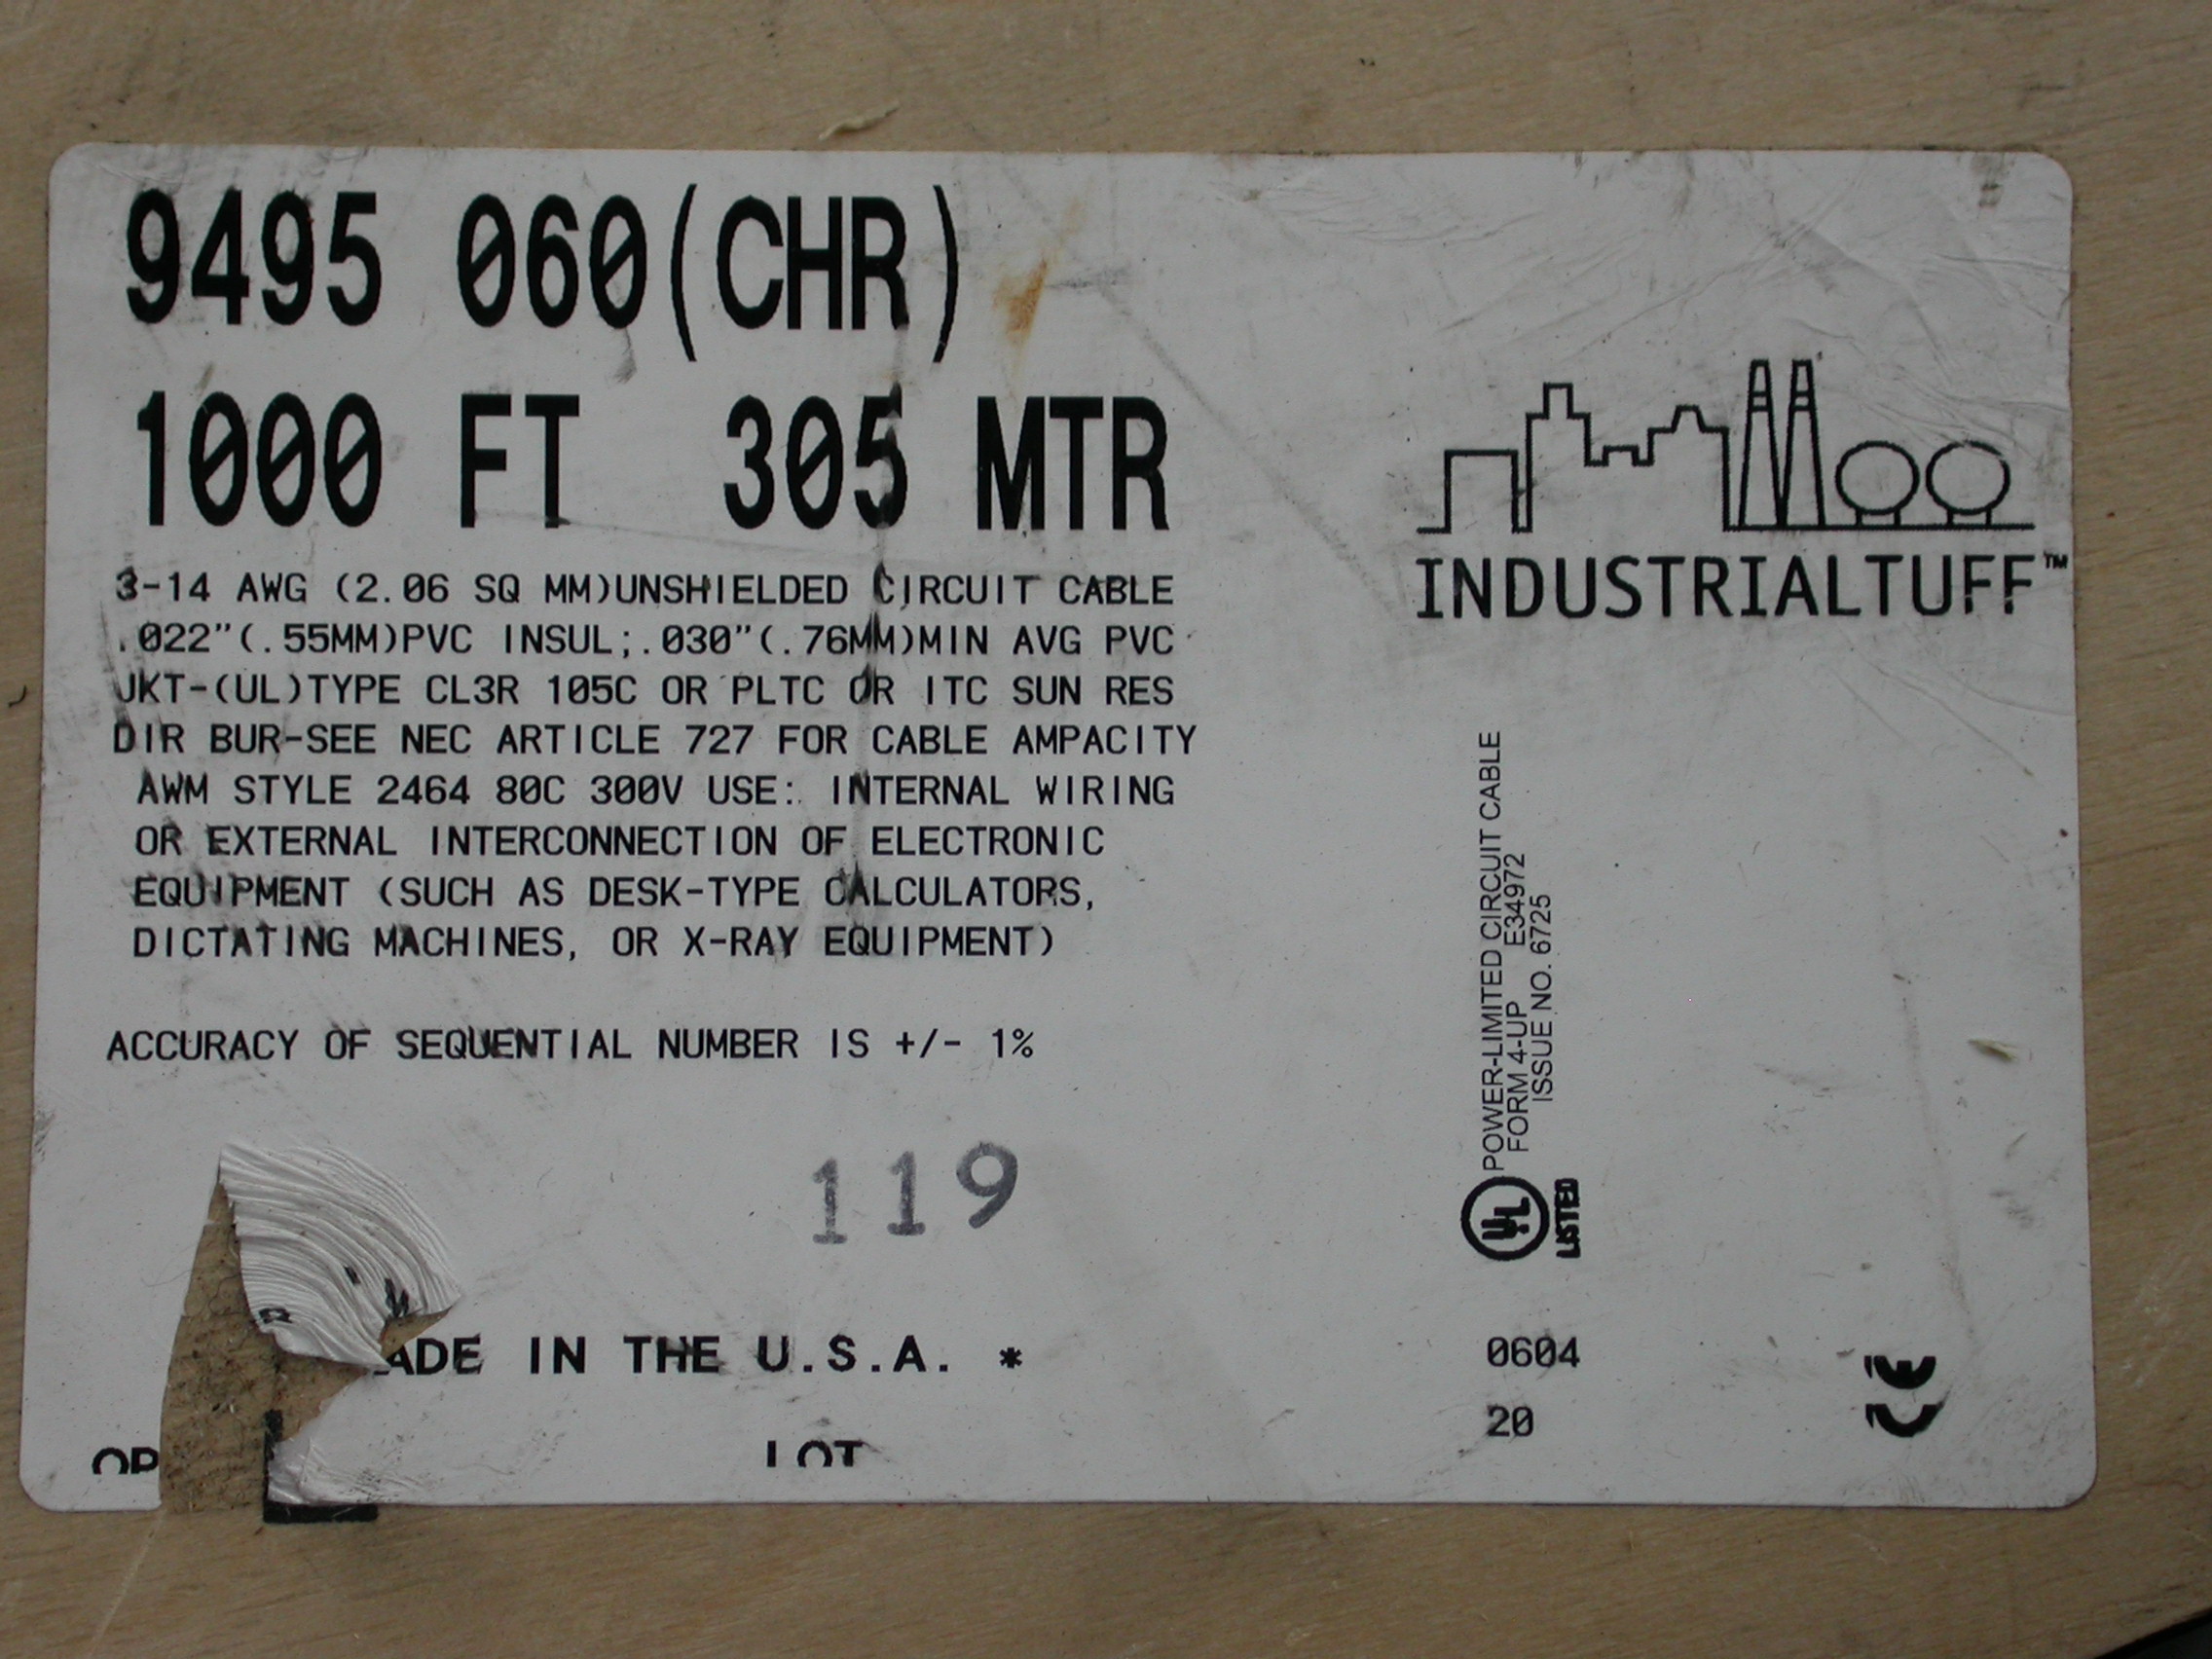 9495 060(CHR)
1000 FT 305 MTR
3-14 AWG (2.06 SQ MM)UNSHIELDED CIRCUIT CABLE
.022"(.55MM)PVC INSUL;.030"(.76MM)MIN AVG PVC
JKT-(UL)TYPE CL3R 105C OR PLTC OR ITC SUN RES
DIR BUR-SEE NEC ARTICLE 727 FOR CABLE AMPACITY
AWM STYLE 2464 80C 300V USE: INTERNAL WIRING
OR EXTERNAL INTERCONNECTION OF ELECTRONIC
EQUIPMENT (SUCH AS DESK-TYPE CALCULATORS,
DICTATING MACHINES, OR X-RAY EQUIPMENT)
ACCURACY OF SEQUENTIAL NUMBER IS +/- 1%
119
ADE IN THE U.S.A. *
LOT
INDUSTRIALTUFF™
POWER-LIMITED CIRCUIT CABLE
FORM 4-UP E34972
ISSUE NO. 6725
UL
LISTED
0604
20
CE